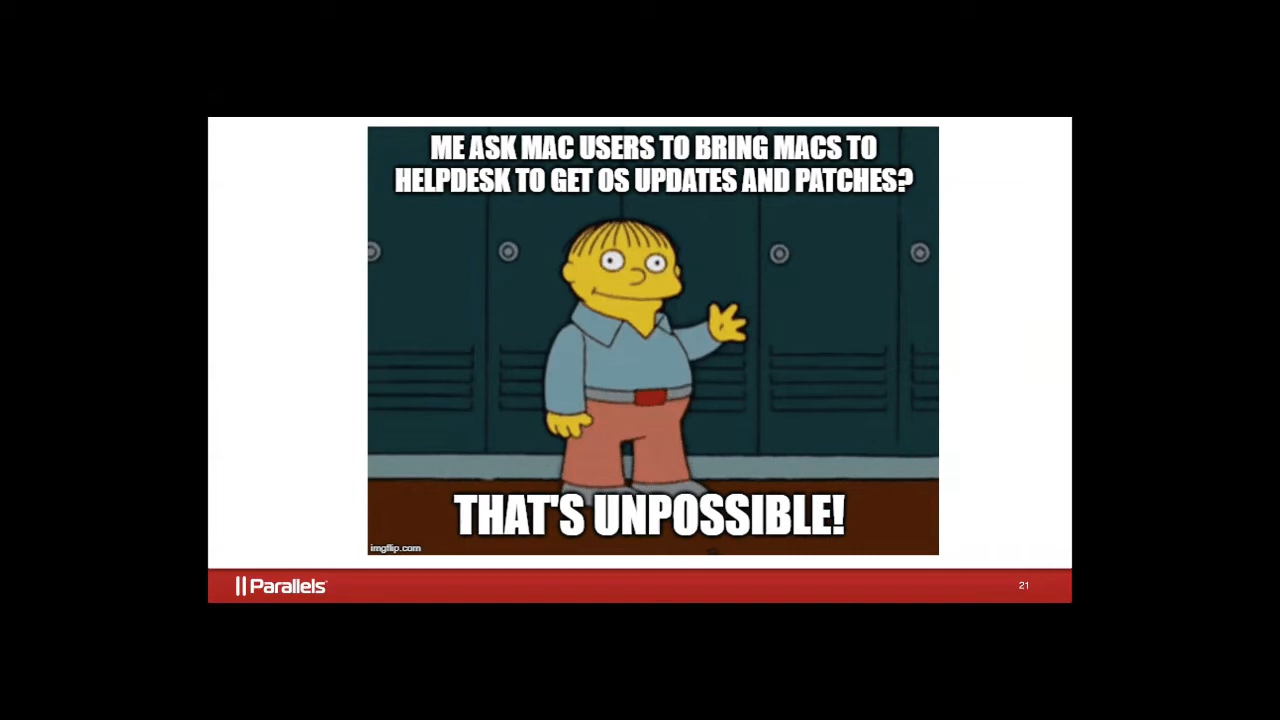 ME ASK MAC USERS TO BRING MACS TO
HELPDESK TO GET OS UPDATES AND PATCHES?
THAT'S UNPOSSIBLE!
imgflip.com
Parallels
21